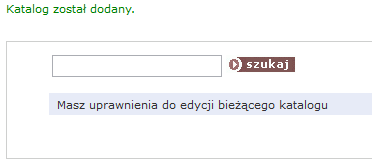 Katalog został dodany.
szukaj
Masz uprawnienia do edycji bieżącego katalogu